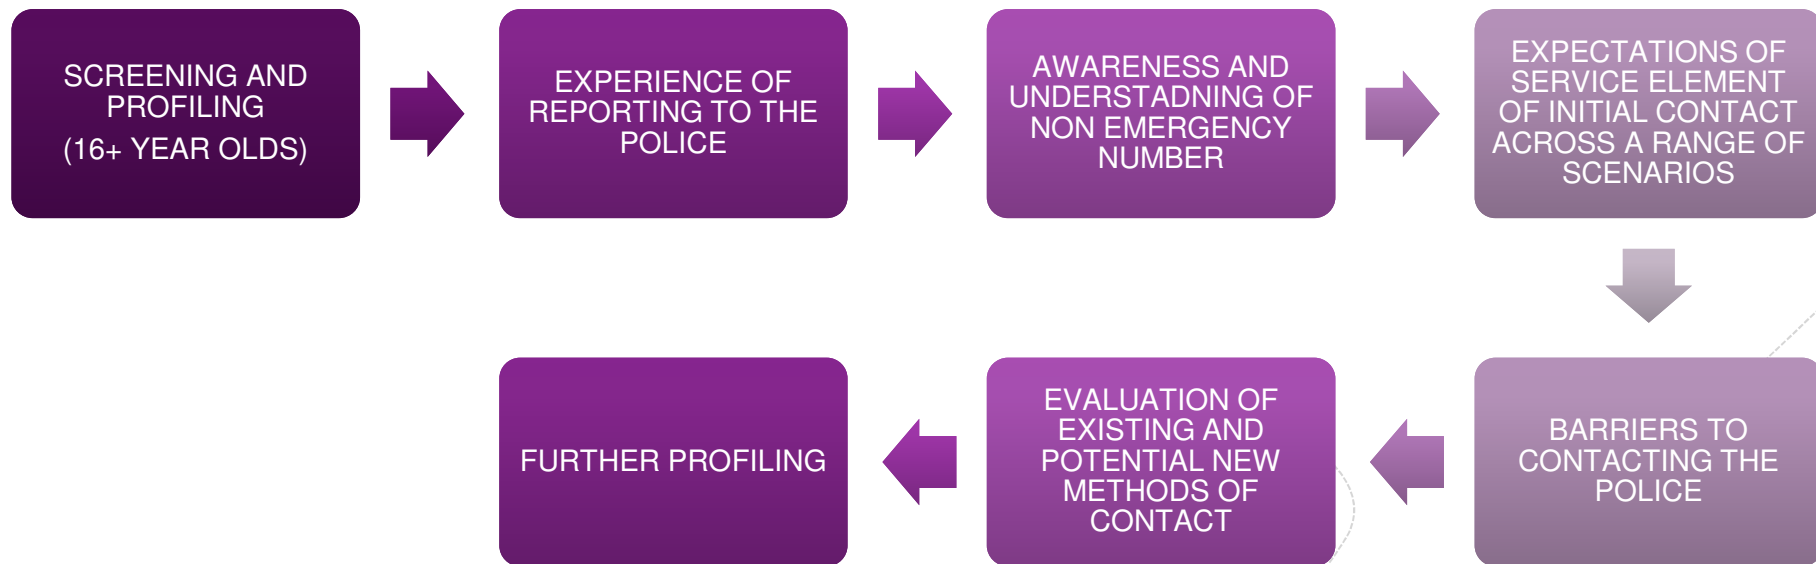 SCREENING AND
PROFILING
(16+ YEAR OLDS)
EXPERIENCE OF
REPORTING TO THE
POLICE
AWARENESS AND
UNDERSTADNING OF
NON EMERGENCY
NUMBER
EXPECTATIONS OF
SERVICE ELEMENT
OF INITIAL CONTACT
ACROSS A RANGE OF
SCENARIOS
BARRIERS TO
CONTACTING THE
POLICE
EVALUATION OF
EXISTING AND
POTENTIAL NEW
METHODS OF
CONTACT
FURTHER PROFILING